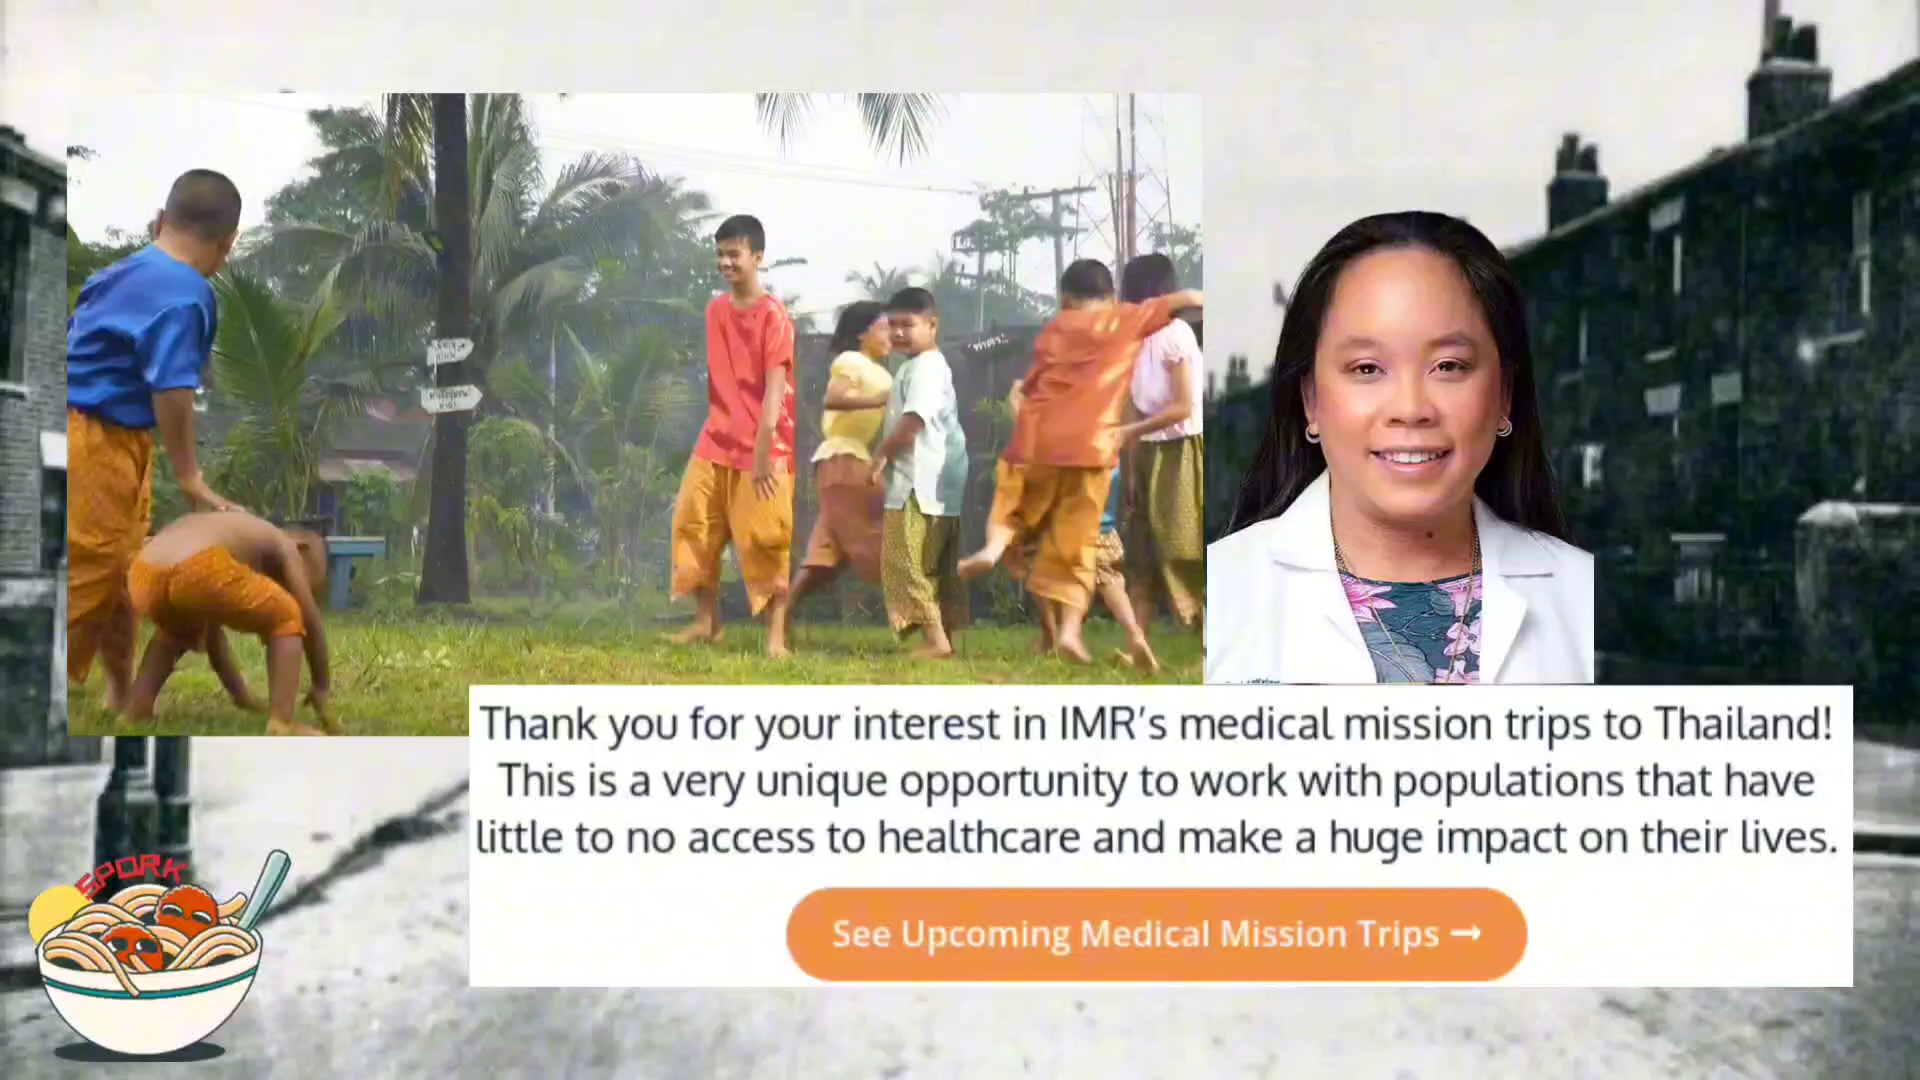 Thank you for your interest in IMR's medical mission trips to Thailand!
This is a very unique opportunity to work with populations that have
little to no access to healthcare and make a huge impact on their lives.
See Upcoming Medical Mission Trips →
SPORK